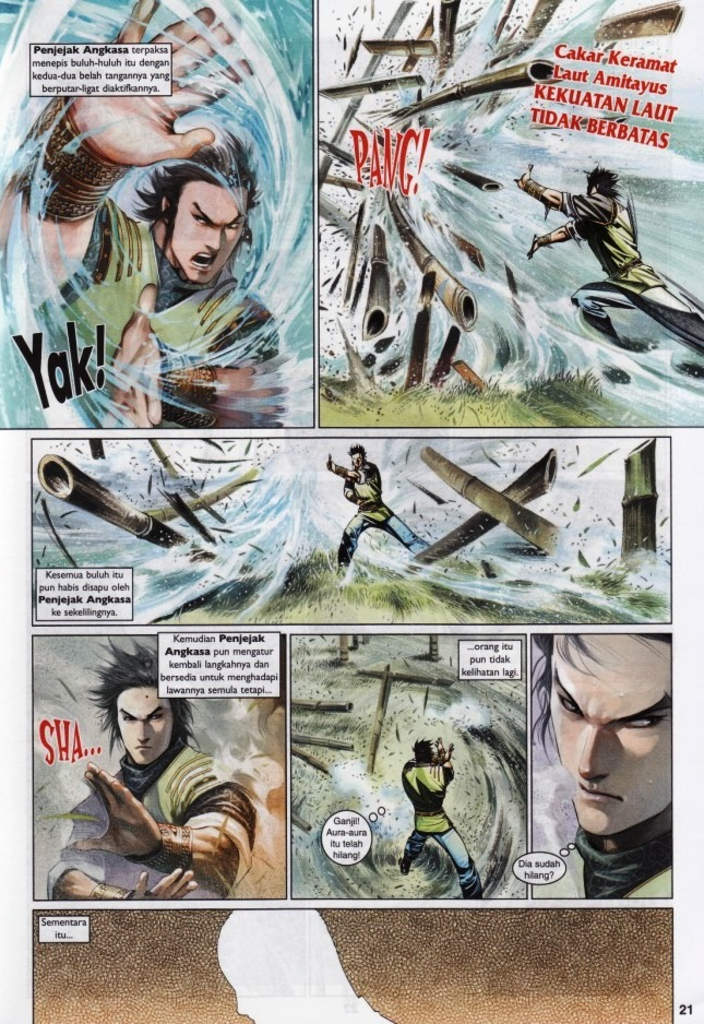 Penjejak Angkasa terpaksa
menepis buluh-huluh itu dengan
kedua-dua belah tangannya yang
berputar-ligat diaktifkannya.
Yak!
Cakar Keramat
Laut Amitayus
KEKUATAN LAUT
TIDAK BERBATAS
PANG!
Kesemua buluh itu
pun habis disapu oleh
Penjejak Angkasa
ke sekelilingnya.
Kemudian Penjejak
Angkasa pun mengatur
kembali langkahnya dan
bersedia untuk menghadapi
lawannya semula tetapi...
SHA...
...orang itu
pun tidak
kelihatan lagi.
Ganjil!
Aura-aura
itu telah
hilang!
Dia sudah
hilang?
Sementara
itu...
21